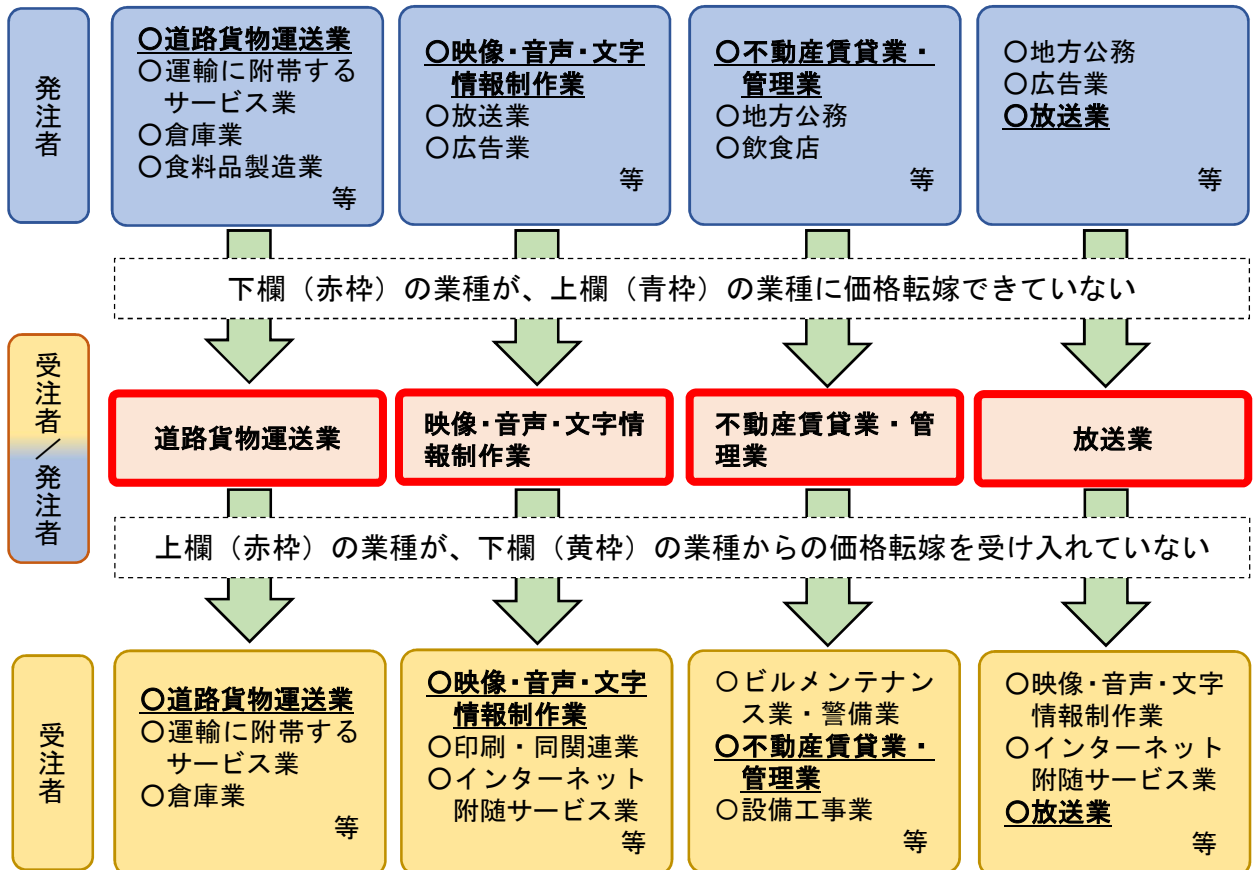 発注者
〇道路貨物運送業
〇運輸に附帯する
サービス業
〇倉庫業
〇食料品製造業
等
〇映像・音声・文字
情報制作業
〇放送業
〇広告業
等
〇不動産賃貸業・
管理業
〇地方公務
〇飲食店
等
〇地方公務
〇広告業
〇放送業
等
下欄（赤枠）の業種が、上欄（青枠）の業種に価格転嫁できていない
受注者／発注者
道路貨物運送業
映像・音声・文字情
報制作業
不動産賃貸業・管
理業
放送業
上欄（赤枠）の業種が、下欄（黄枠）の業種からの価格転嫁を受け入れていない
受注者
〇道路貨物運送業
〇運輸に附帯する
サービス業
〇倉庫業
等
〇映像・音声・文字
情報制作業
〇印刷・同関連業
〇インターネット
附随サービス業
等
〇ビルメンテナン
ス業・警備業
〇不動産賃貸業・
管理業
〇設備工事業
等
〇映像・音声・文字
情報制作業
〇インターネット
附随サービス業
〇放送業
等